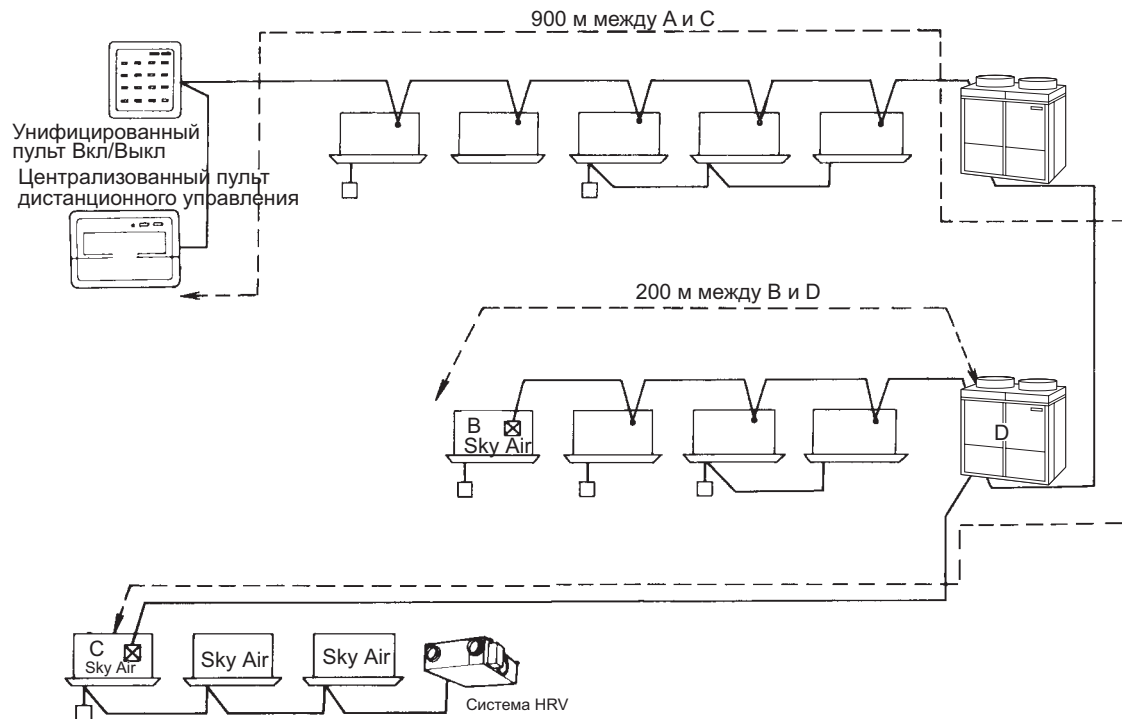 900 м между A и C
Унифицированный
пульт Вкл/Выкл
Централизованный пульт
дистанционного управления
200 м между B и D
B
Sky Air
D
C
Sky Air
Sky Air
Sky Air
Система HRV